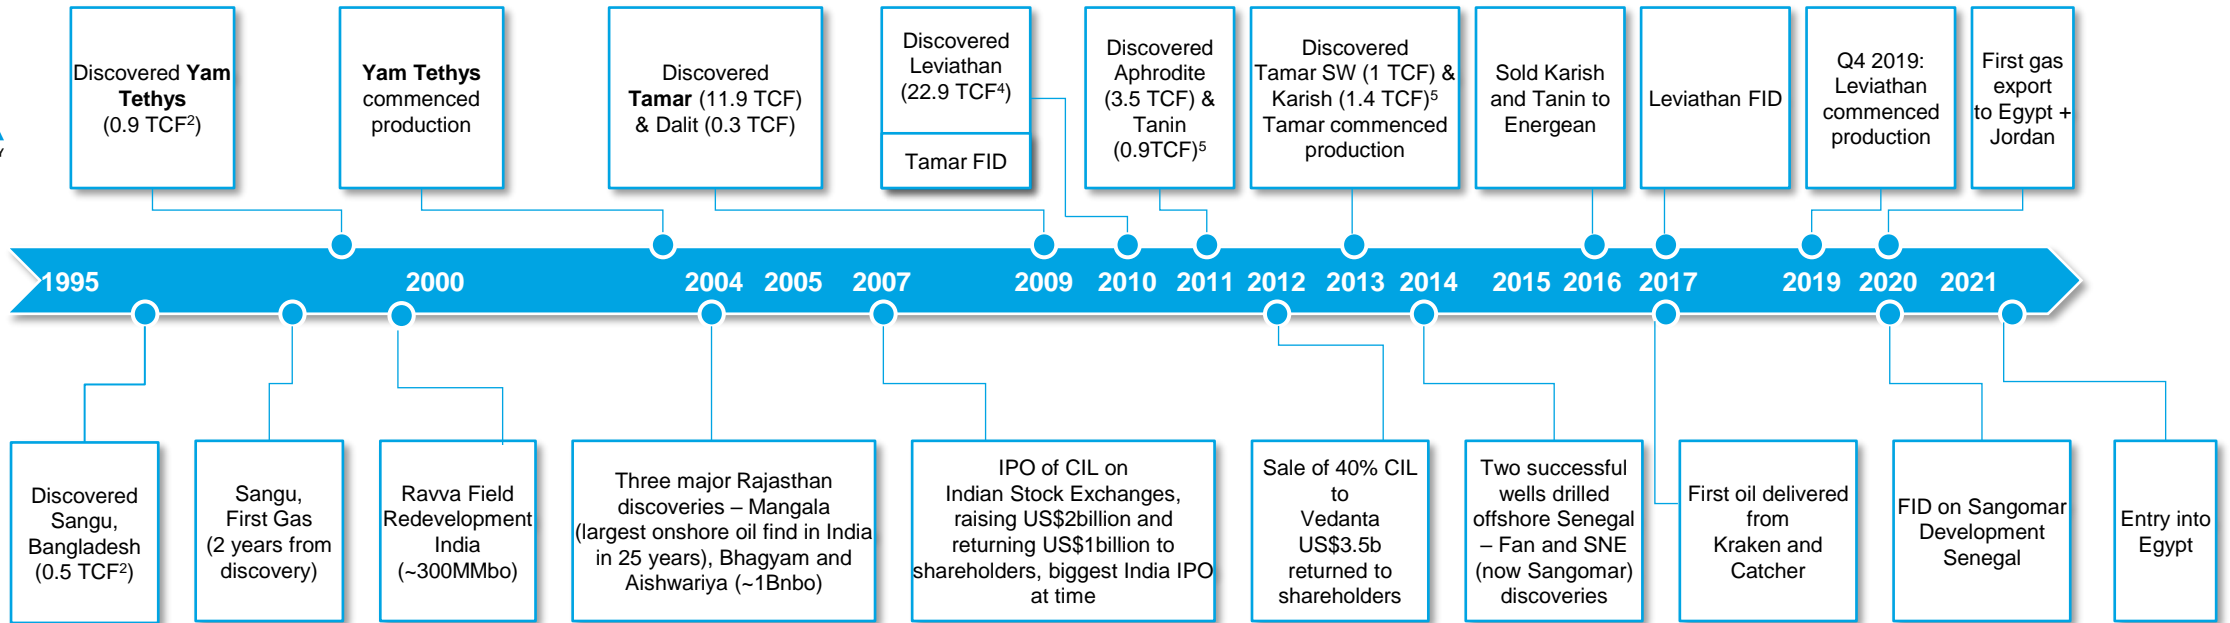 Discovered Yam
Tethys
(0.9 TCF²)
Yam Tethys
commenced
production
Discovered
Tamar (11.9 TCF)
& Dalit (0.3 TCF)
Discovered
Leviathan
(22.9 TCF⁴)
Tamar FID
Discovered
Aphrodite
(3.5 TCF) &
Tanin
(0.9TCF)⁵
Discovered
Tamar SW (1 TCF) &
Karish (1.4 TCF)⁵
Tamar commenced
production
Sold Karish
and Tanin to
Energean
Leviathan FID
Q4 2019:
Leviathan
commenced
production
First gas
export
to Egypt +
Jordan
Y
1995 2000 2004 2005 2007 2009 2010 2011 2012 2013 2014 2015 2016 2017 2019 2020 2021
Discovered
Sangu,
Bangladesh
(0.5 TCF²)
Sangu,
First Gas
(2 years from
discovery)
Ravva Field
Redevelopment
India
(~300MMbo)
Three major Rajasthan
discoveries – Mangala
(largest onshore oil find in India
in 25 years), Bhagyam and
Aishwariya (~1Bnbo)
IPO of CIL on
Indian Stock Exchanges,
raising US$2billion and
returning US$1billion to
shareholders, biggest India IPO
at time
Sale of 40% CIL
to
Vedanta
US$3.5b
returned to
shareholders
Two successful
wells drilled
offshore Senegal
– Fan and SNE
(now Sangomar)
discoveries
First oil delivered
from
Kraken and
Catcher
FID on Sangomar
Development
Senegal
Entry into
Egypt